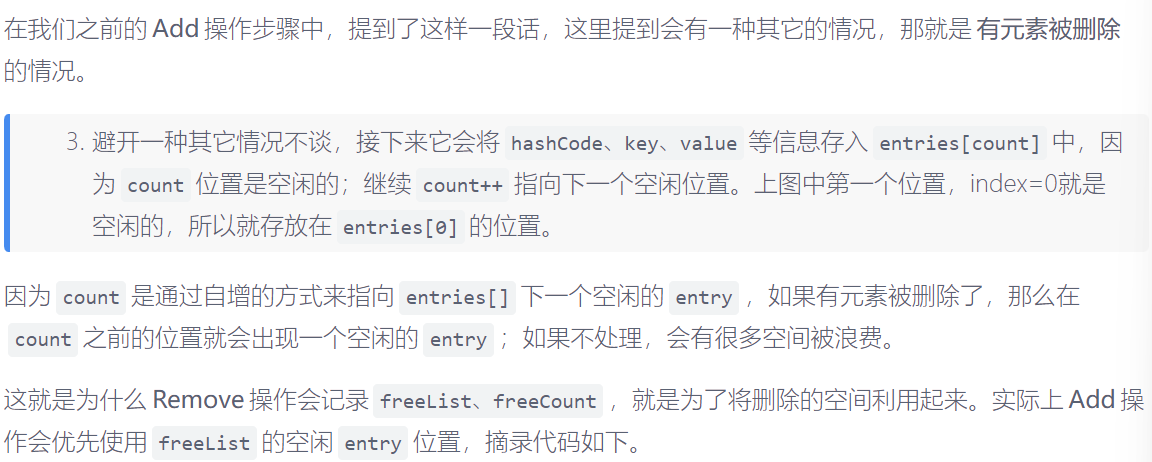 在我们之前的 Add 操作步骤中，提到了这样一段话，这里提到会有一种其它的情况，那就是 有元素被删除
的情况。
3. 避开一种其它情况不谈，接下来它会将 hashCode、key、value 等信息存入 entries[count] 中，因
为 count 位置是空闲的；继续 count++ 指向下一个空闲位置。上图中第一个位置，index=0就是
空闲的，所以就存放在 entries[0] 的位置。
因为 count 是通过自增的方式来指向 entries[] 下一个空闲的 entry ，如果有元素被删除了，那么在
count 之前的位置就会出现一个空闲的 entry ；如果不处理，会有很多空间被浪费。
这就是为什么 Remove 操作会记录 freeList、freeCount ，就是为了将删除的空间利用起来。实际上 Add 操
作会优先使用 freeList 的空闲 entry 位置，摘录代码如下。